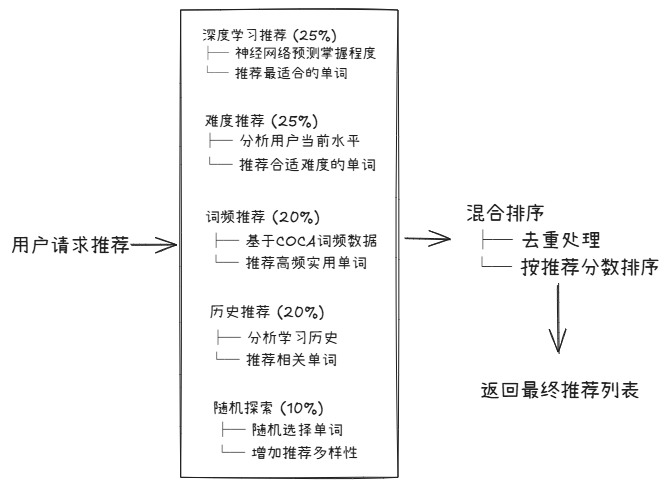 用户请求推荐
深度学习推荐 (25%)
神经网络预测掌握程度
推荐最适合的单词
难度推荐 (25%)
分析用户当前水平
推荐合适难度的单词
词频推荐 (20%)
基于COCA词频数据
推荐高频实用单词
历史推荐 (20%)
分析学习历史
推荐相关单词
随机探索 (10%)
随机选择单词
增加推荐多样性
混合排序
去重处理
按推荐分数排序
返回最终推荐列表